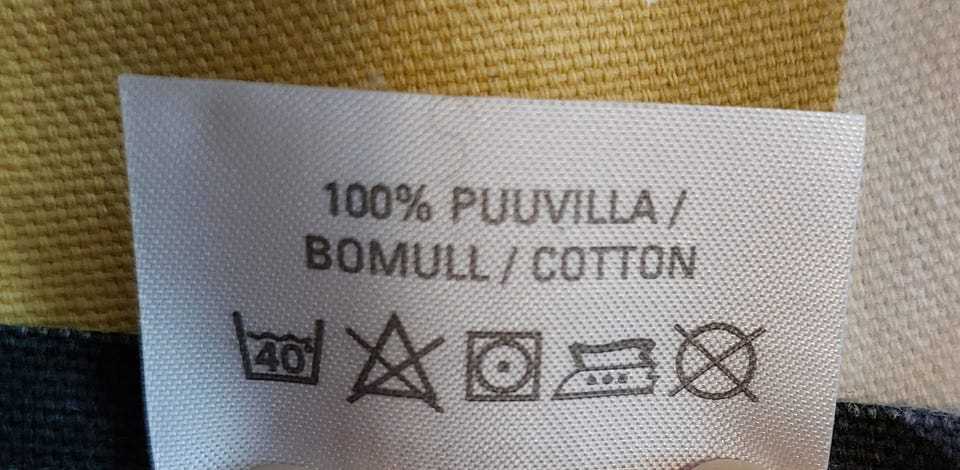 100% PUUVILLA /
BOMULL / COTTON
40°